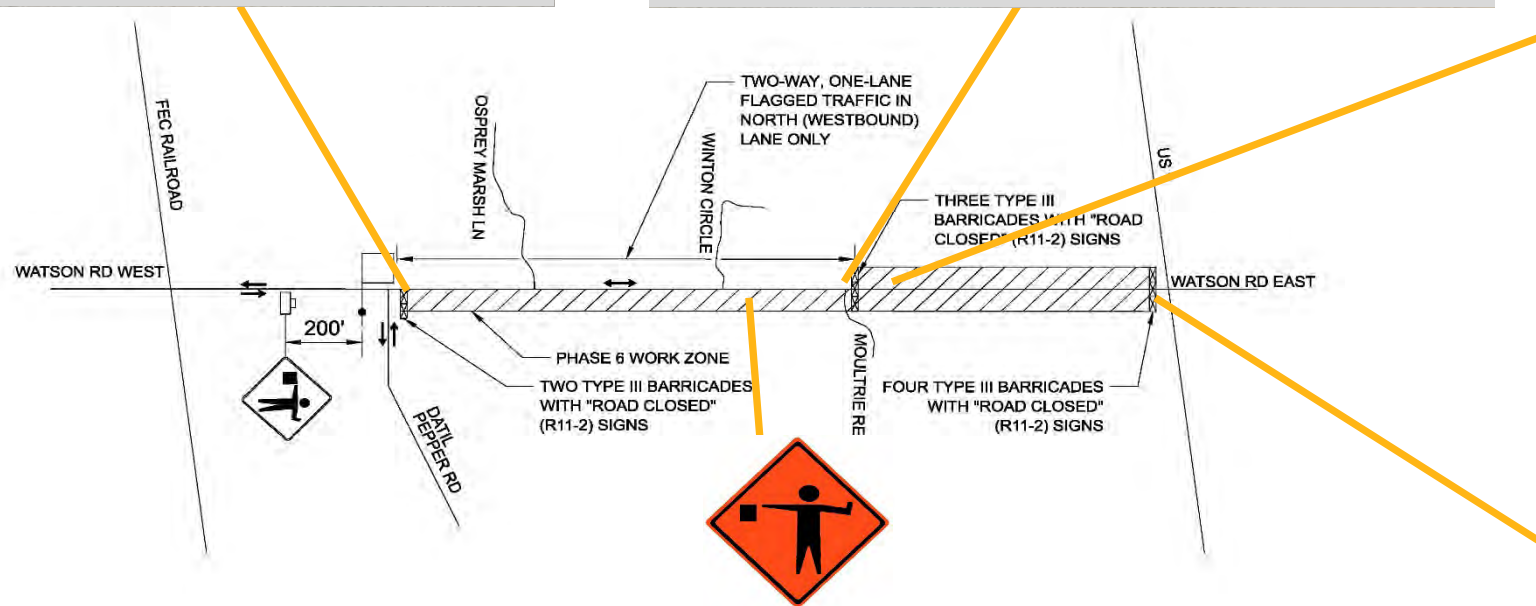 FEC RAILROAD
OSPREY MARSH LN
TWO-WAY, ONE-LANE
FLAGGED TRAFFIC IN
NORTH (WESTBOUND)
LANE ONLY
WINTON CIRCLE
US
THREE TYPE III
BARRICADES WITH "ROAD
CLOSED" (R11-2) SIGNS
WATSON RD WEST
WATSON RD EAST
200'
PHASE 6 WORK ZONE
TWO TYPE III BARRICADES
WITH "ROAD CLOSED"
(R11-2) SIGNS
DATIL
PEPPER RD
MOULTRIE RE
FOUR TYPE III BARRICADES
WITH "ROAD CLOSED"
(R11-2) SIGNS